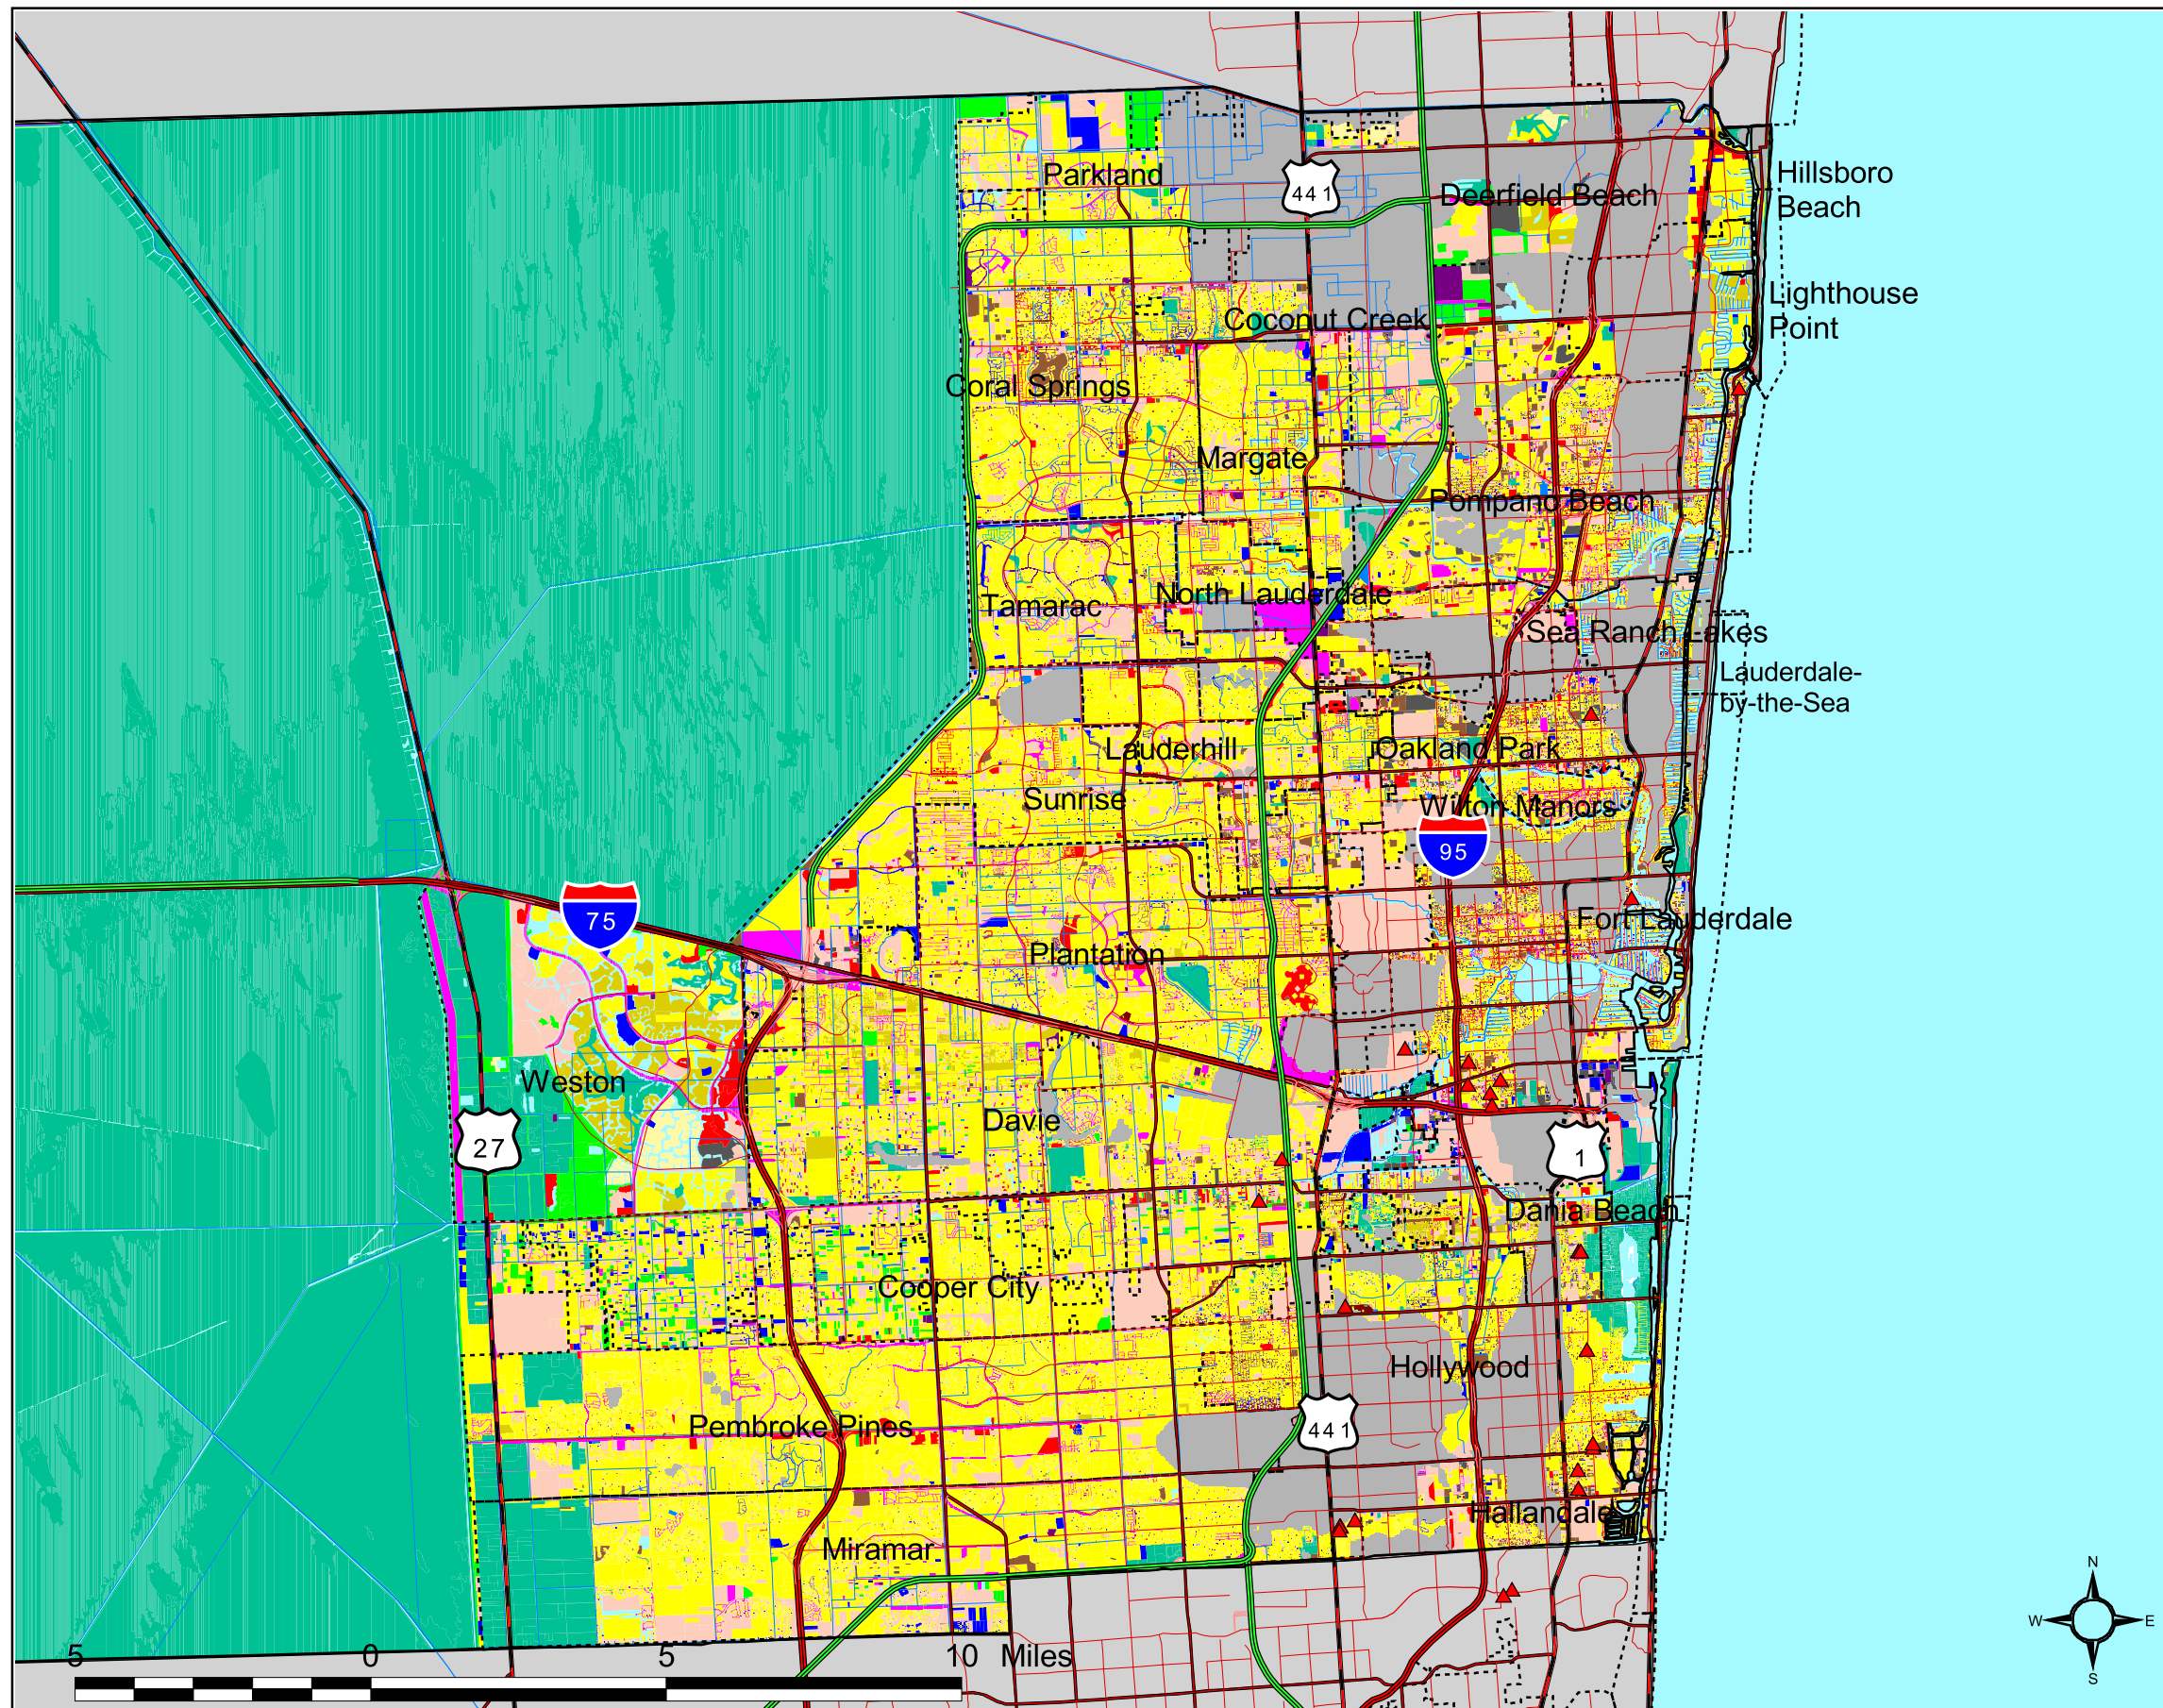 Parkland
441
Deerfield Beach
Hillsboro
Beach
Lighthouse
Point
Coconut Creek
Coral Springs
Margate
Pompano Beach
North Lauderdale
Tamarac
Sea Ranch Lakes
Lauderdale-
by-the-Sea
Lauderhill
Oakland Park
Sunrise
Wilton Manors
95
75
Fort Lauderdale
Plantation
Weston
Davie
27
1
Dania Beach
Cooper City
Hollywood
Pembroke Pines
441
Hallandale
Miramar
N
W E
S
5 0 5 10 Miles